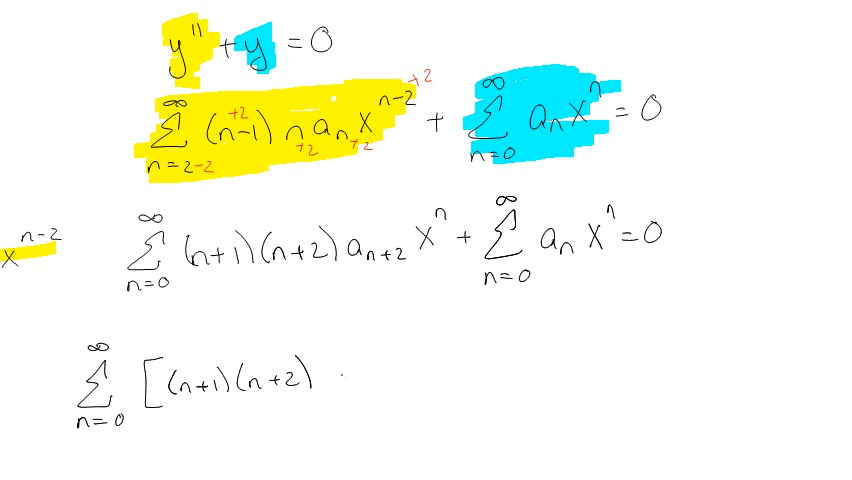 y'' + y = 0
∑_{n=2-2}^{∞} (n-1+2) n+2 a_{n+2} x^{n-2+2} + ∑_{n=0}^{∞} a_n x^n = 0
x^{n-2} ∑_{n=0}^{∞} (n+1)(n+2) a_{n+2} x^n + ∑_{n=0}^{∞} a_n x^n = 0
∑_{n=0}^{∞} [(n+1)(n+2)